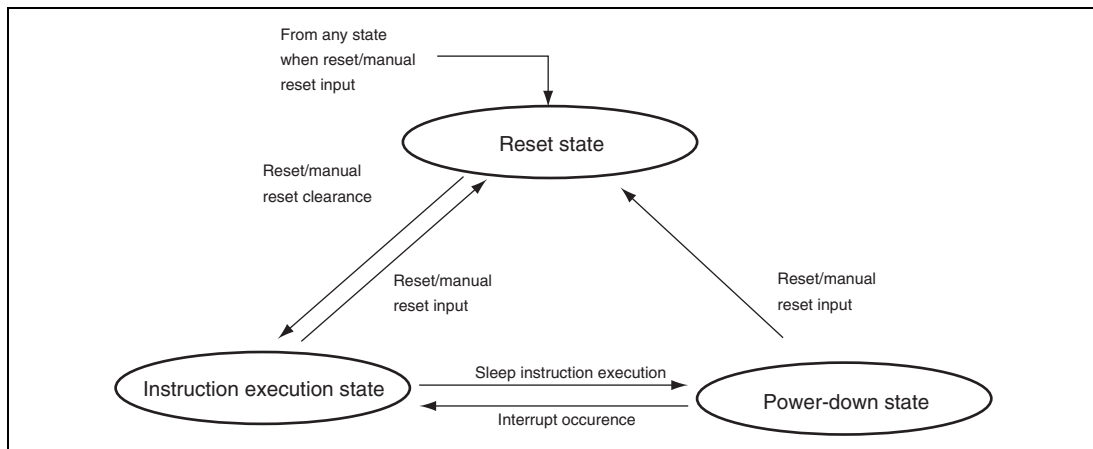 From any state
when reset/manual
reset input
Reset state
Reset/manual
reset clearance
Reset/manual
reset input
Reset/manual
reset input
Instruction execution state
Sleep instruction execution
Interrupt occurence
Power-down state